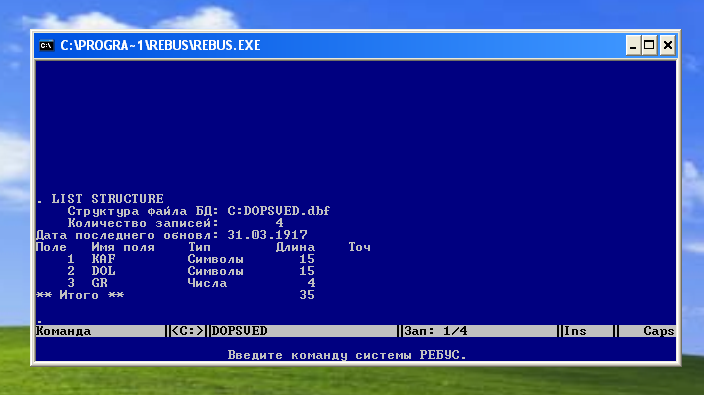 C:\PROGRA~1\REBUS\REBUS.EXE
. LIST STRUCTURE
Структура файла БД: C:DOPSVED.dbf
Количество записей: 4
Дата последнего обновл: 31.03.1917
Поле Имя поля Тип Длина Точ
1 KAF Символы 15
2 DOL Символы 15
3 GR Числа 4
** Итого ** 35
.
Команда ||<C:>||DOPSVED ||Зап: 1/4 ||Ins || Caps
Введите команду системы РЕБУС.